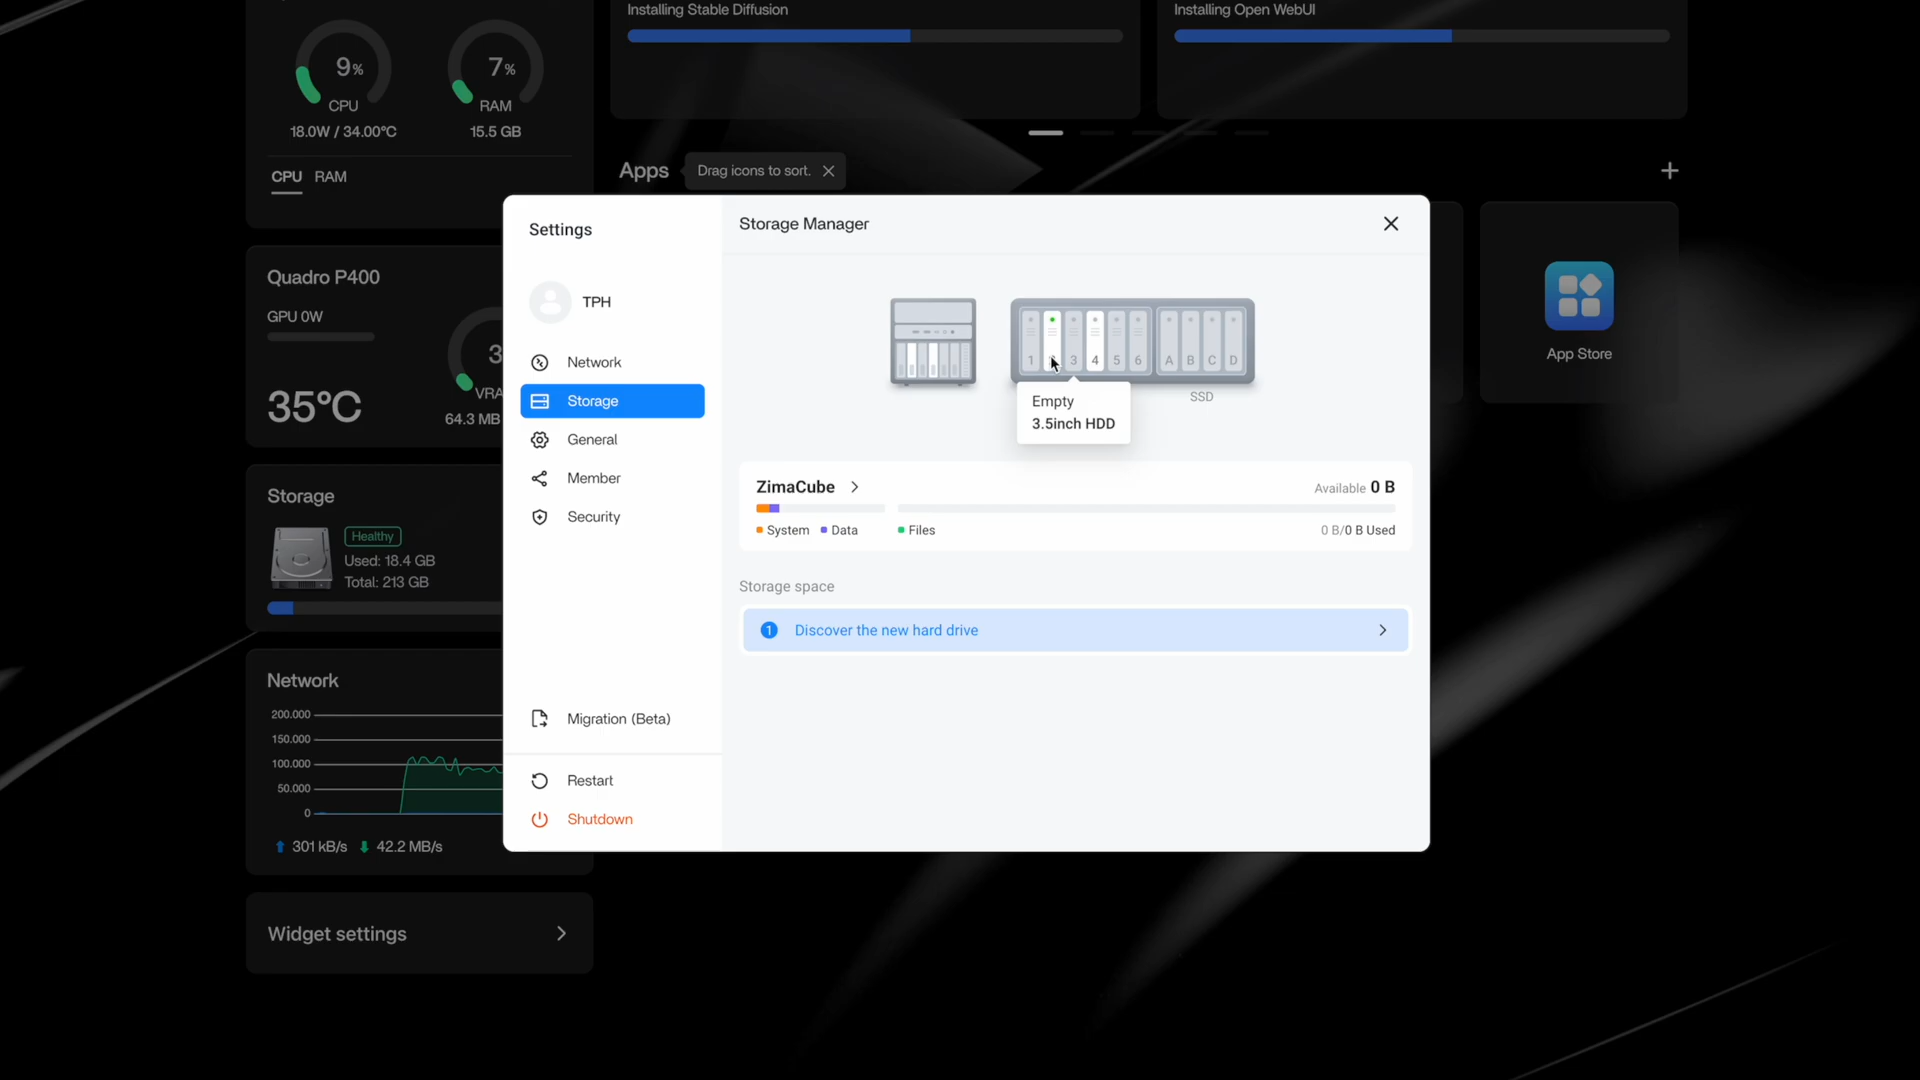 Installing Stable Diffusion
Installing Open WebUI
9%
CPU
18.0W / 34.00°C
7%
RAM
15.5 GB
CPU RAM
Apps
Drag icons to sort.
Quadro P400
GPU 0W
35°C
3
VRA
64.3 MB
Storage
Healthy
Used: 18.4 GB
Total: 213 GB
Network
200.000
150.000
100.000
50.000
0
301 kB/s 42.2 MB/s
Widget settings
App Store
Settings
TPH
Network
Storage
General
Member
Security
Migration (Beta)
Restart
Shutdown
Storage Manager
1 3 4 5 6 A B C D
SSD
Empty
3.5inch HDD
ZimaCube
Available 0 B
System Data Files
0 B/0 B Used
Storage space
1 Discover the new hard drive